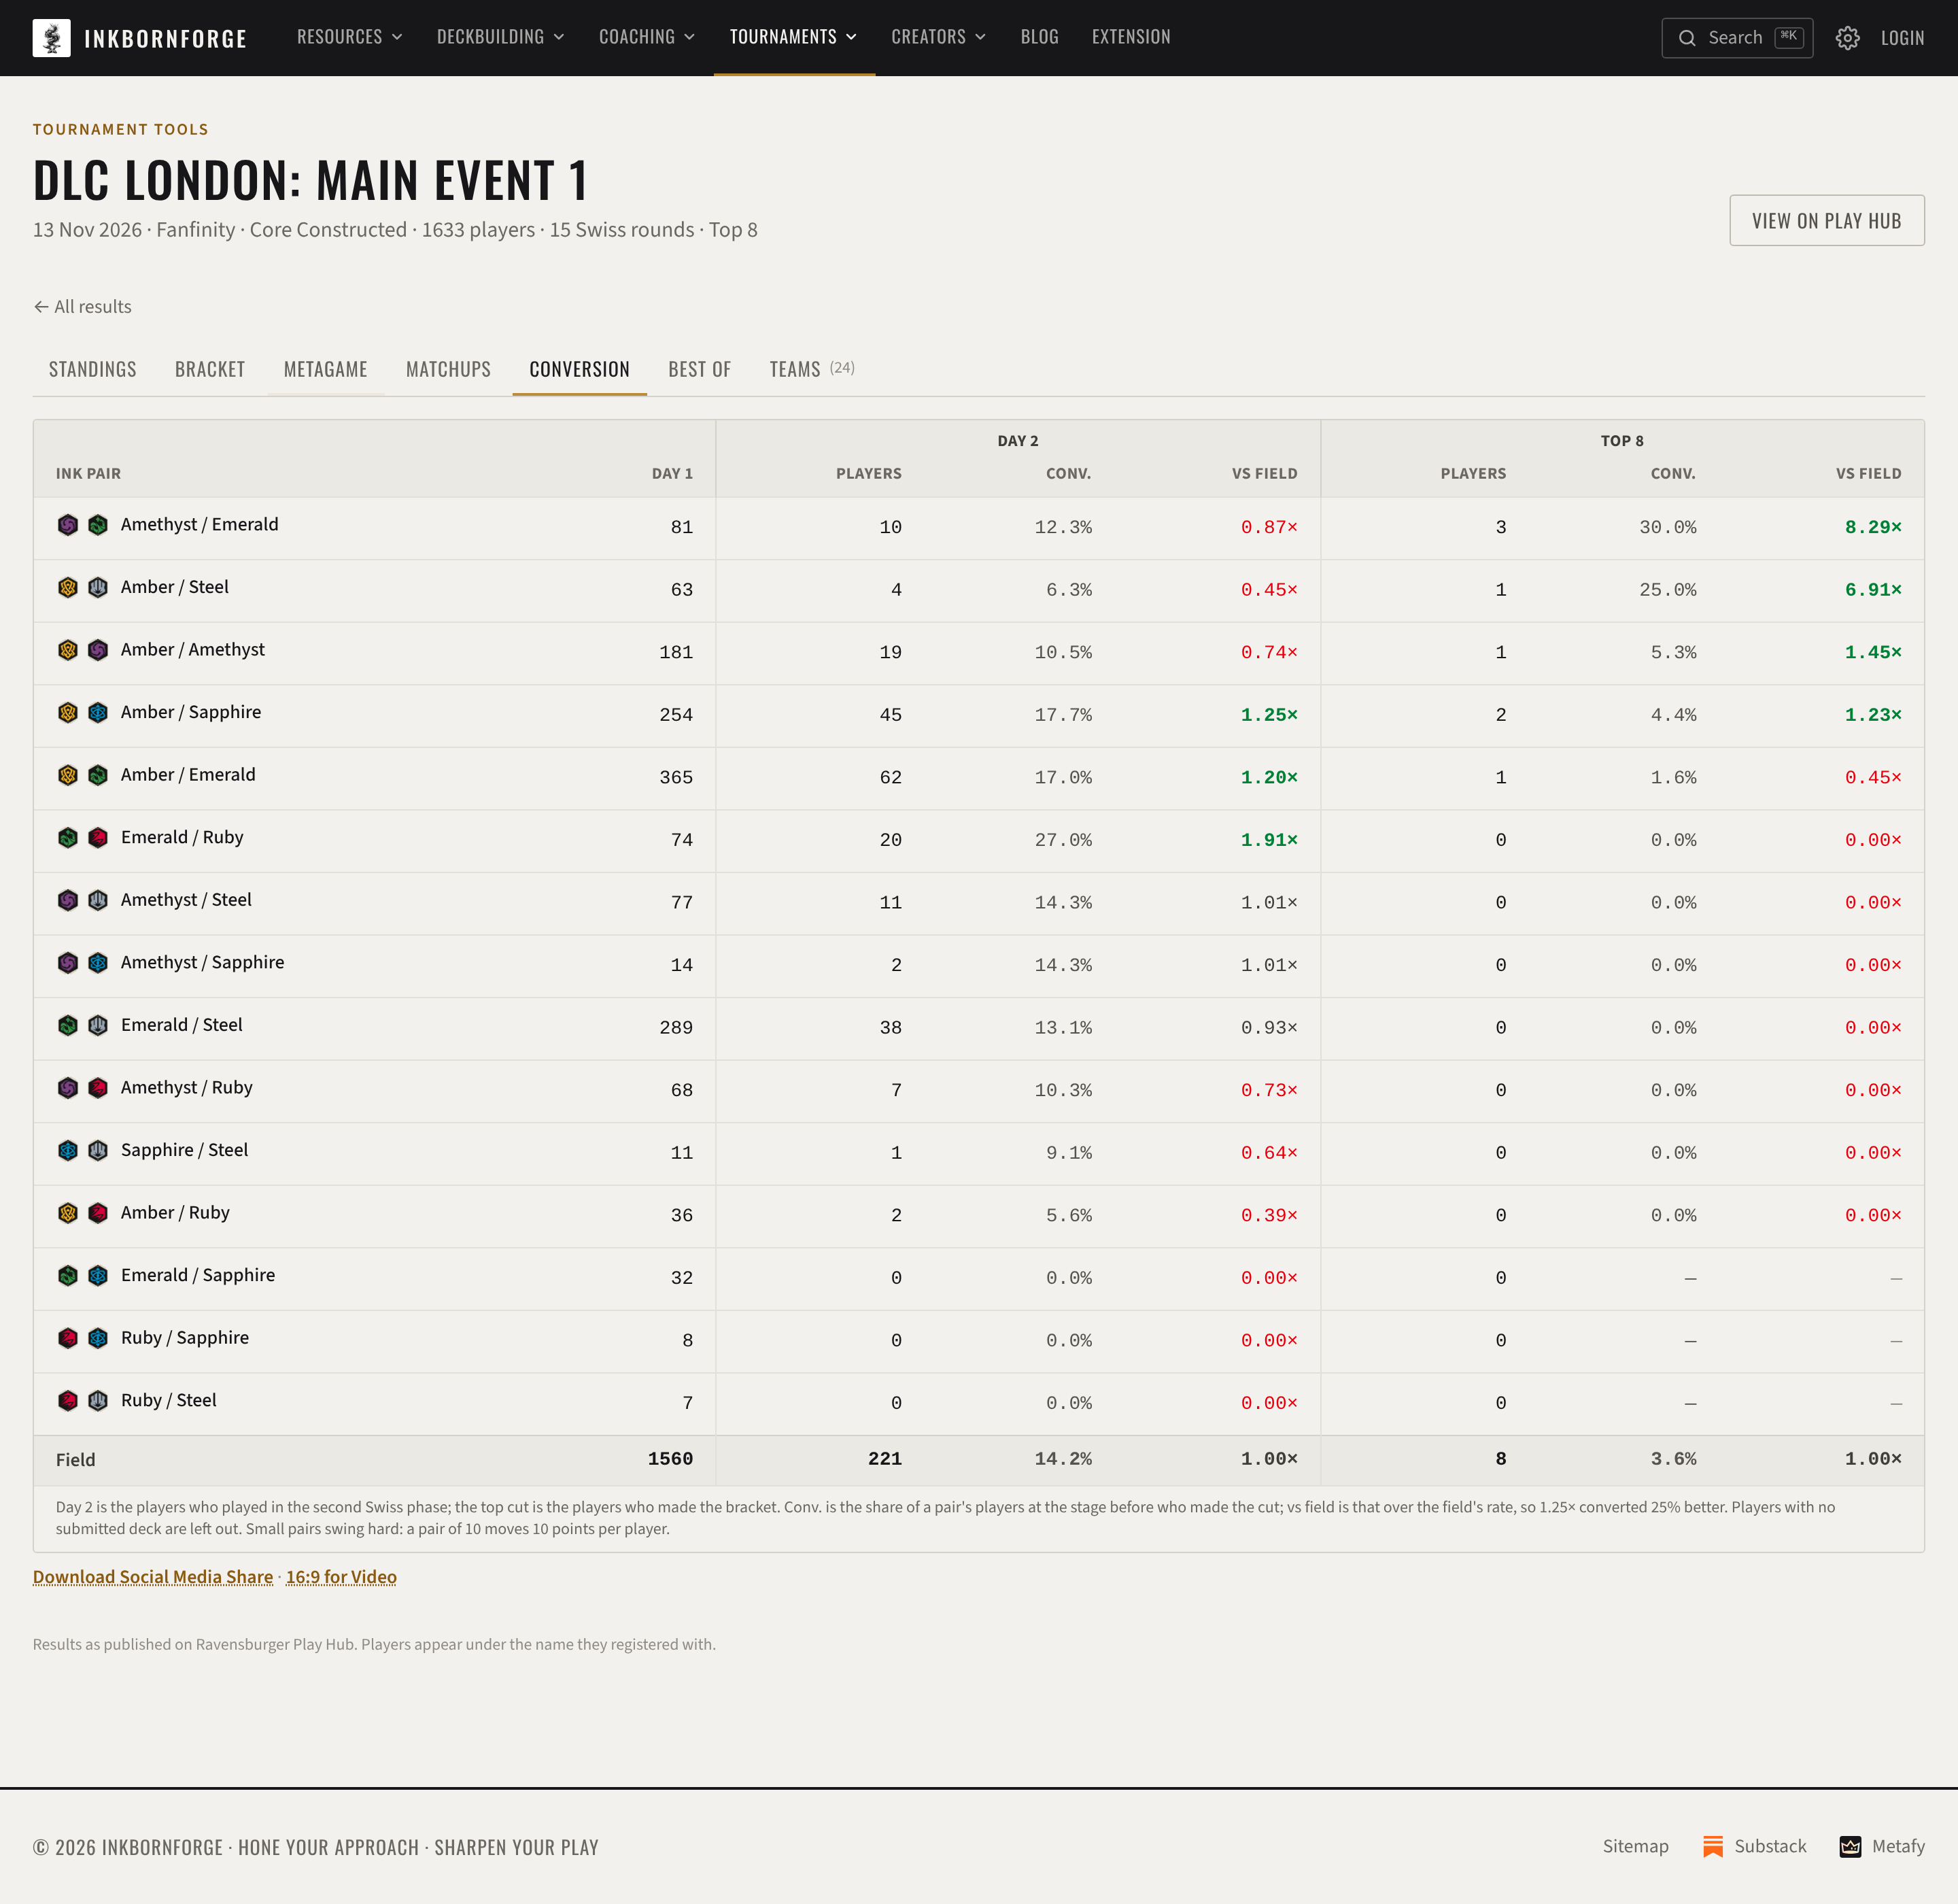 INKBORNFORGE RESOURCES DECKBUILDING COACHING TOURNAMENTS CREATORS BLOG EXTENSION Search ⌘K LOGIN
TOURNAMENT TOOLS
DLC LONDON: MAIN EVENT 1
13 Nov 2026 · Fanfinity · Core Constructed · 1633 players · 15 Swiss rounds · Top 8
VIEW ON PLAY HUB
← All results
STANDINGS BRACKET METAGAME MATCHUPS CONVERSION BEST OF TEAMS (24)
DAY 2 TOP 8
INK PAIR DAY 1 PLAYERS CONV. VS FIELD PLAYERS CONV. VS FIELD
Amethyst / Emerald 81 10 12.3% 0.87× 3 30.0% 8.29×
Amber / Steel 63 4 6.3% 0.45× 1 25.0% 6.91×
Amber / Amethyst 181 19 10.5% 0.74× 1 5.3% 1.45×
Amber / Sapphire 254 45 17.7% 1.25× 2 4.4% 1.23×
Amber / Emerald 365 62 17.0% 1.20× 1 1.6% 0.45×
Emerald / Ruby 74 20 27.0% 1.91× 0 0.0% 0.00×
Amethyst / Steel 77 11 14.3% 1.01× 0 0.0% 0.00×
Amethyst / Sapphire 14 2 14.3% 1.01× 0 0.0% 0.00×
Emerald / Steel 289 38 13.1% 0.93× 0 0.0% 0.00×
Amethyst / Ruby 68 7 10.3% 0.73× 0 0.0% 0.00×
Sapphire / Steel 11 1 9.1% 0.64× 0 0.0% 0.00×
Amber / Ruby 36 2 5.6% 0.39× 0 0.0% 0.00×
Emerald / Sapphire 32 0 0.0% 0.00× 0 — —
Ruby / Sapphire 8 0 0.0% 0.00× 0 — —
Ruby / Steel 7 0 0.0% 0.00× 0 — —
Field 1560 221 14.2% 1.00× 8 3.6% 1.00×
Day 2 is the players who played in the second Swiss phase; the top cut is the players who made the bracket. Conv. is the share of a pair's players at the stage before who made the cut; vs field is that over the field's rate, so 1.25× converted 25% better. Players with no
submitted deck are left out. Small pairs swing hard: a pair of 10 moves 10 points per player.
Download Social Media Share · 16:9 for Video
Results as published on Ravensburger Play Hub. Players appear under the name they registered with.
© 2026 INKBORNFORGE · HONE YOUR APPROACH · SHARPEN YOUR PLAY Sitemap Substack Metafy